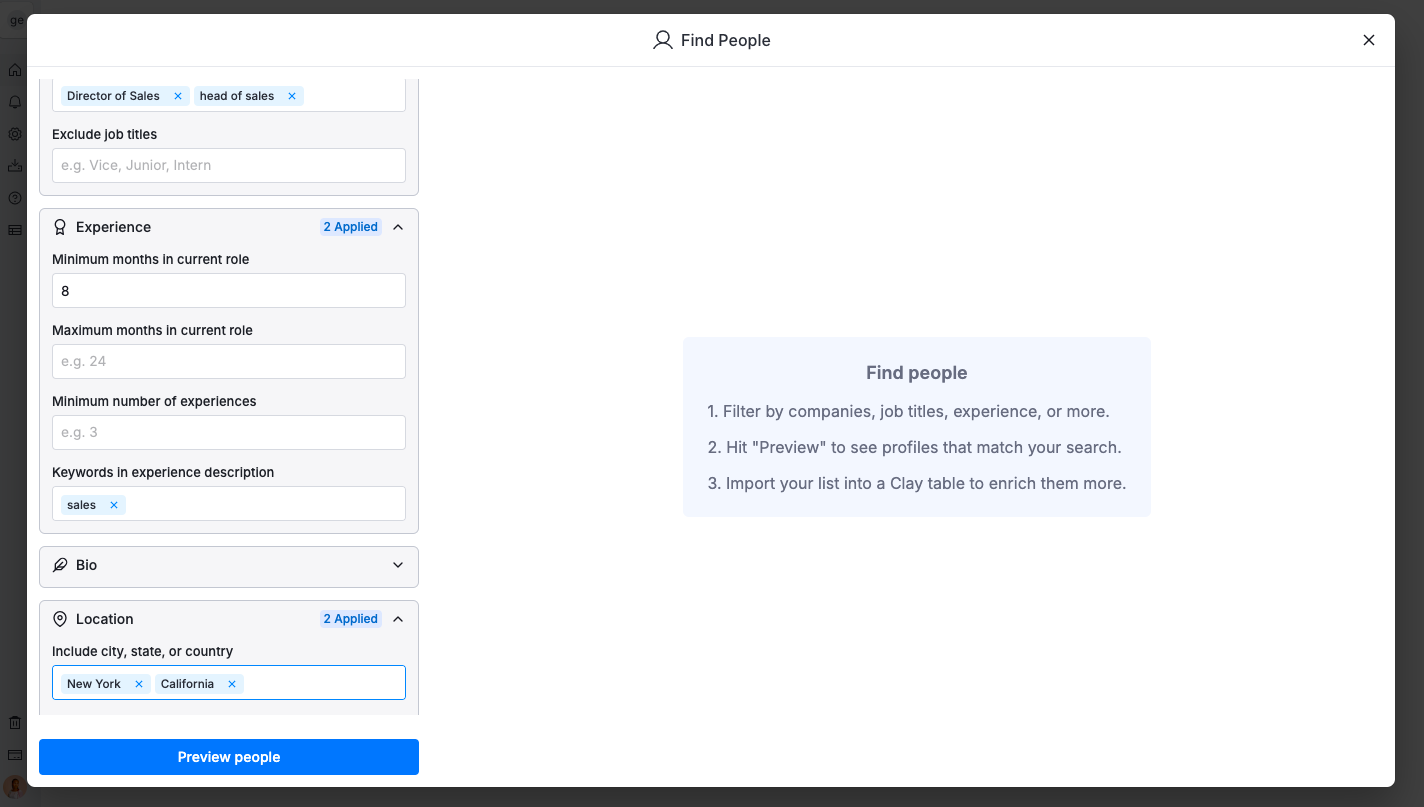 ge
Find People
Director of Sales
head of sales
Exclude job titles
e.g. Vice, Junior, Intern
Experience
2 Applied
Minimum months in current role
8
Maximum months in current role
e.g. 24
Minimum number of experiences
e.g. 3
Keywords in experience description
sales
Bio
Location
2 Applied
Include city, state, or country
New York
California
Preview people
Find people
1. Filter by companies, job titles, experience, or more.
2. Hit "Preview" to see profiles that match your search.
3. Import your list into a Clay table to enrich them more.